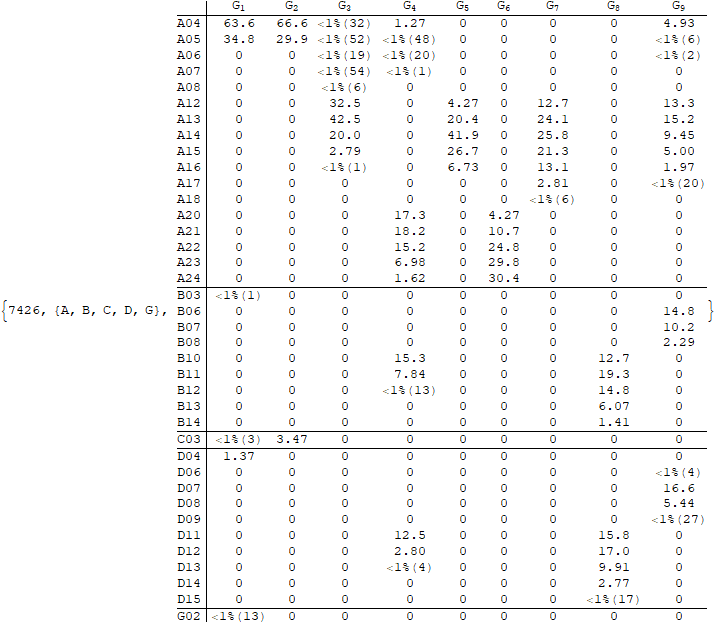 G1 G2 G3 G4 G5 G6 G7 G8 G9
A04 63.6 66.6 <1%(32) 1.27 0 0 0 0 4.93
A05 34.8 29.9 <1%(52) <1%(48) 0 0 0 0 <1%(6)
A06 0 0 <1%(19) <1%(20) 0 0 0 0 <1%(2)
A07 0 0 <1%(54) <1%(1) 0 0 0 0 0
A08 0 0 <1%(6) 0 0 0 0 0 0
A12 0 0 32.5 0 4.27 0 12.7 0 13.3
A13 0 0 42.5 0 20.4 0 24.1 0 15.2
A14 0 0 20.0 0 41.9 0 25.8 0 9.45
A15 0 0 2.79 0 26.7 0 21.3 0 5.00
A16 0 0 <1%(1) 0 6.73 0 13.1 0 1.97
A17 0 0 0 0 0 0 2.81 0 <1%(20)
A18 0 0 0 0 0 0 <1%(6) 0 0
A20 0 0 0 17.3 0 4.27 0 0 0
A21 0 0 0 18.2 0 10.7 0 0 0
A22 0 0 0 15.2 0 24.8 0 0 0
A23 0 0 0 6.98 0 29.8 0 0 0
A24 0 0 0 1.62 0 30.4 0 0 0
B03 <1%(1) 0 0 0 0 0 0 0 0
{7426, {A, B, C, D, G}, B06 0 0 0 0 0 0 0 0 14.8 }
B07 0 0 0 0 0 0 0 0 10.2
B08 0 0 0 0 0 0 0 0 2.29
B10 0 0 0 15.3 0 0 0 12.7 0
B11 0 0 0 7.84 0 0 0 19.3 0
B12 0 0 0 <1%(13) 0 0 0 14.8 0
B13 0 0 0 0 0 0 0 6.07 0
B14 0 0 0 0 0 0 0 1.41 0
C03 <1%(3) 3.47 0 0 0 0 0 0 0
D04 1.37 0 0 0 0 0 0 0 0
D06 0 0 0 0 0 0 0 0 <1%(4)
D07 0 0 0 0 0 0 0 0 16.6
D08 0 0 0 0 0 0 0 0 5.44
D09 0 0 0 0 0 0 0 0 <1%(27)
D11 0 0 0 12.5 0 0 0 15.8 0
D12 0 0 0 2.80 0 0 0 17.0 0
D13 0 0 0 <1%(4) 0 0 0 9.91 0
D14 0 0 0 0 0 0 0 2.77 0
D15 0 0 0 0 0 0 0 <1%(17) 0
G02 <1%(13) 0 0 0 0 0 0 0 0